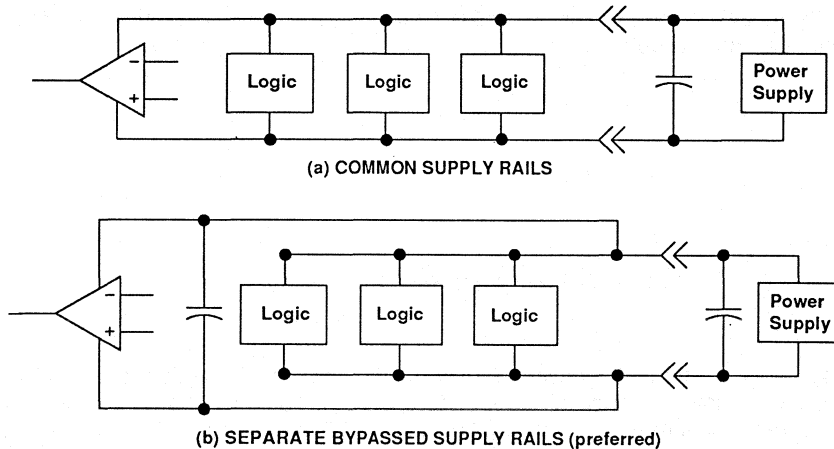 Logic
Logic
Logic
Power
Supply
−
+
(a) COMMON SUPPLY RAILS
Logic
Logic
Logic
Power
Supply
−
+
(b) SEPARATE BYPASSED SUPPLY RAILS (preferred)